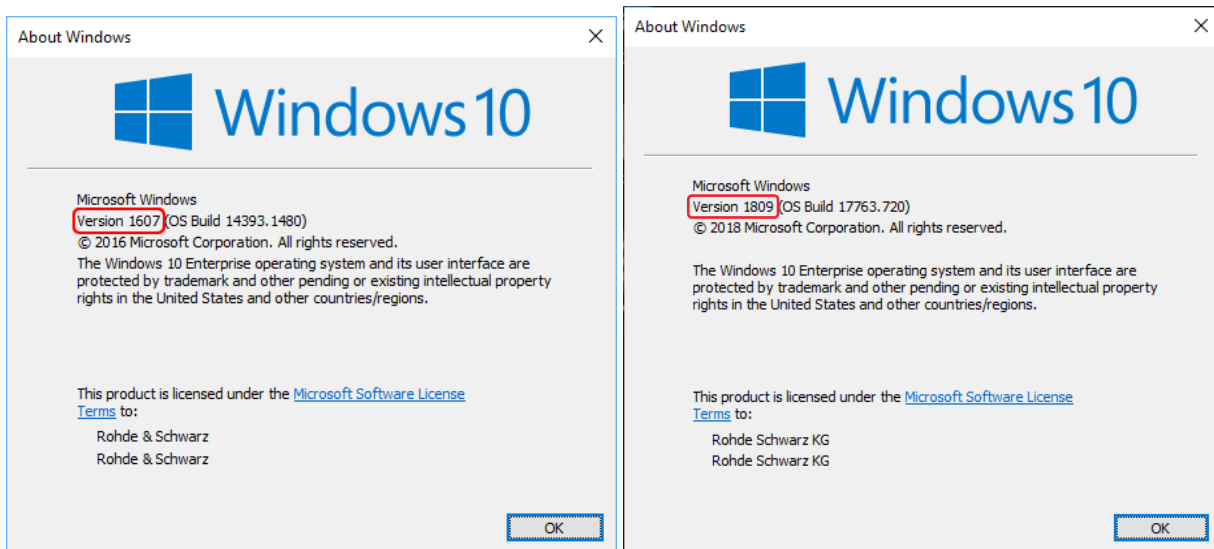 About Windows
Windows 10
Microsoft Windows
Version 1607 (OS Build 14393.1480)
© 2016 Microsoft Corporation. All rights reserved.
The Windows 10 Enterprise operating system and its user interface are
protected by trademark and other pending or existing intellectual property
rights in the United States and other countries/regions.
This product is licensed under the Microsoft Software License
Terms to:
Rohde & Schwarz
Rohde & Schwarz
OK
About Windows
Windows 10
Microsoft Windows
Version 1809 (OS Build 17763.720)
© 2018 Microsoft Corporation. All rights reserved.
The Windows 10 Enterprise operating system and its user interface are
protected by trademark and other pending or existing intellectual property
rights in the United States and other countries/regions.
This product is licensed under the Microsoft Software License
Terms to:
Rohde Schwarz KG
Rohde Schwarz KG
OK